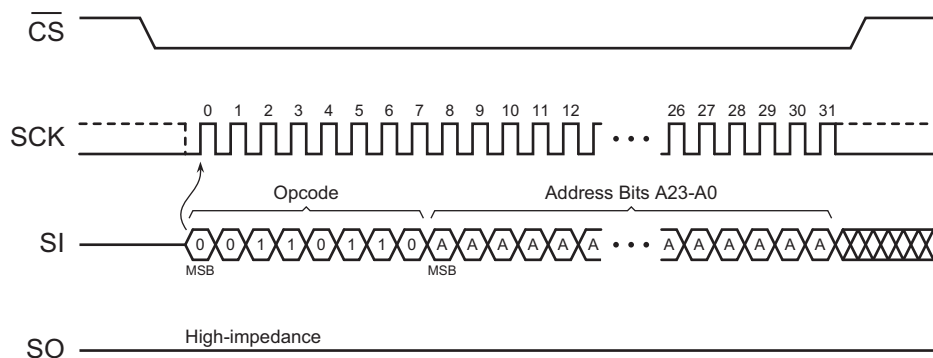 CS
SCK
0 1 2 3 4 5 6 7 8 9 10 11 12 26 27 28 29 30 31
Opcode Address Bits A23-A0
SI
0 0 1 1 0 1 1 0 A A A A A A A A A A A A
MSB MSB
High-impedance
SO